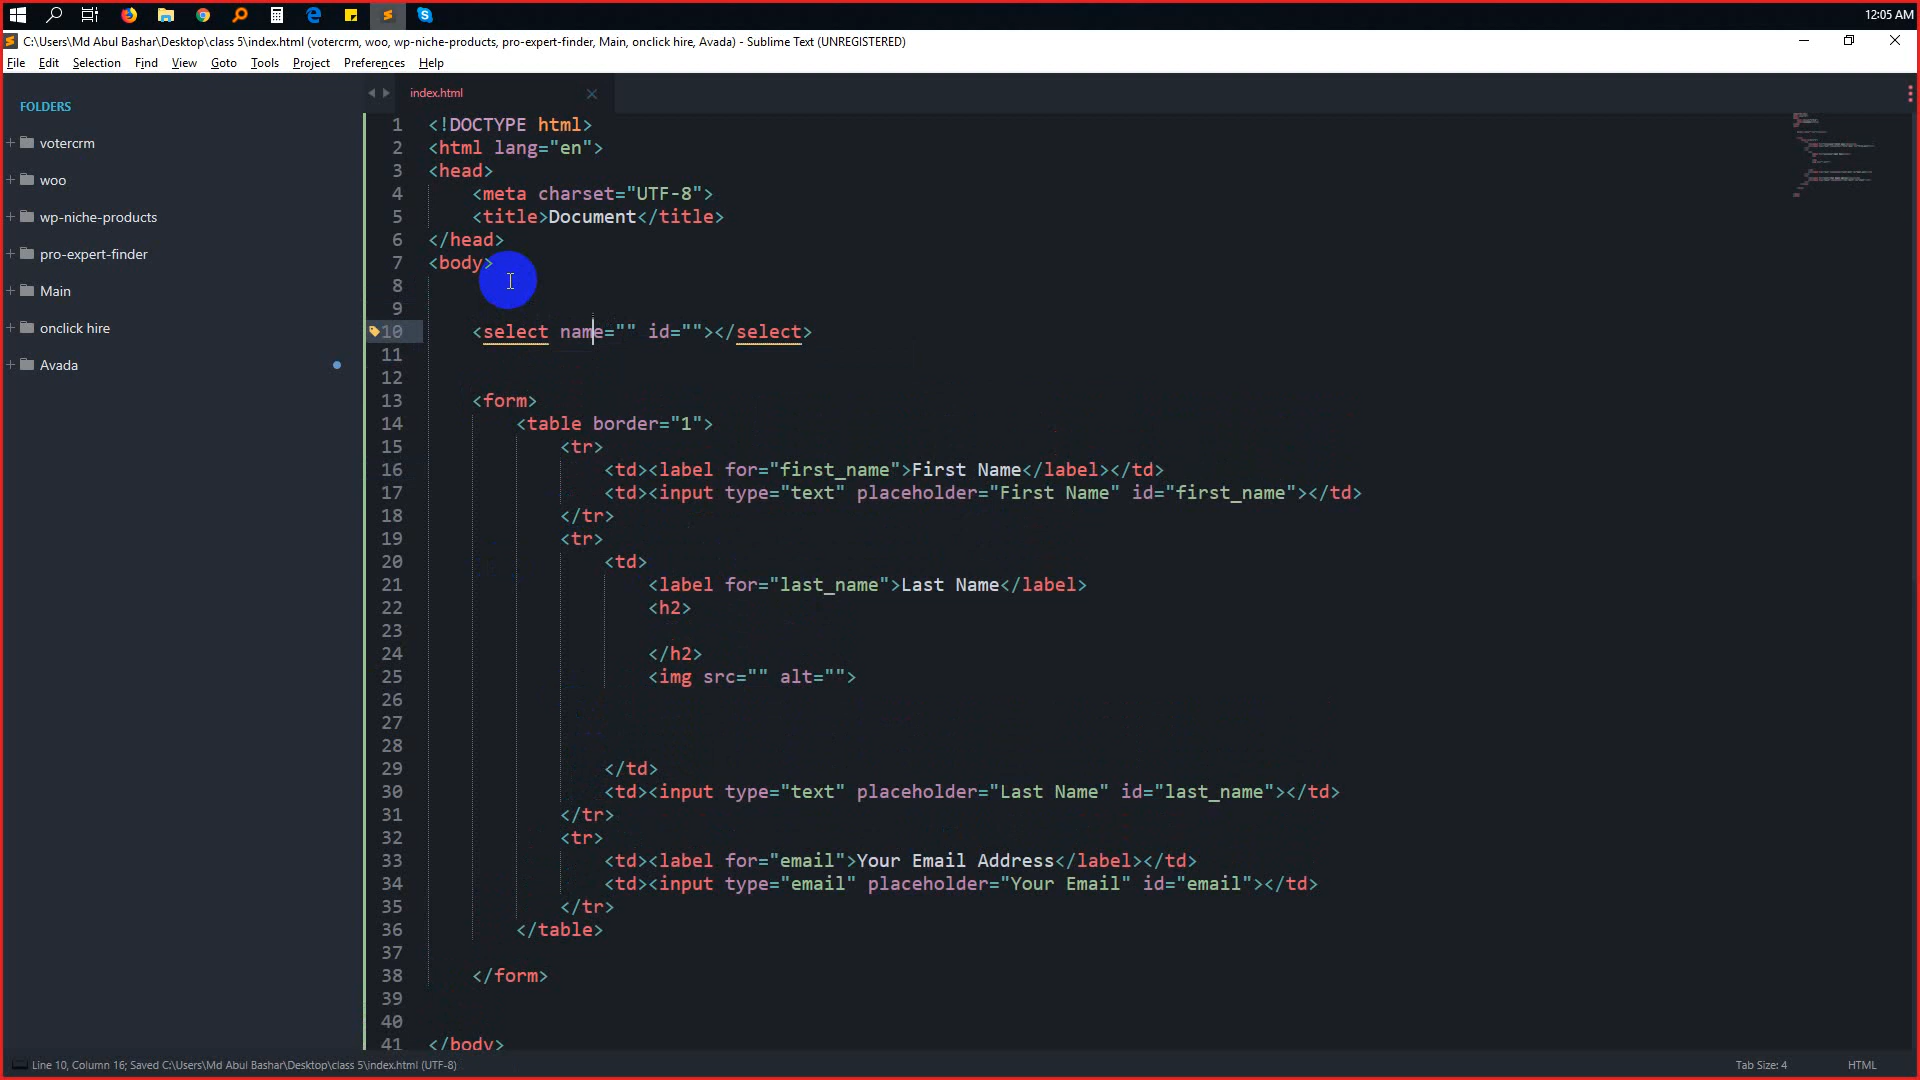 12:05 AM
C:\Users\Md Abul Bashar\Desktop\class 5\index.html (votercrm, woo, wp-niche-products, pro-expert-finder, Main, onclick hire, Avada) - Sublime Text (UNREGISTERED)
File Edit Selection Find View Goto Tools Project Preferences Help
FOLDERS
votercrm
woo
wp-niche-products
pro-expert-finder
Main
onclick hire
Avada
index.html
1 <!DOCTYPE html>
2 <html lang="en">
3 <head>
4 <meta charset="UTF-8">
5 <title>Document</title>
6 </head>
7 <body>
8
9
10 <select name="" id=""></select>
11
12
13 <form>
14 <table border="1">
15 <tr>
16 <td><label for="first_name">First Name</label></td>
17 <td><input type="text" placeholder="First Name" id="first_name"></td>
18 </tr>
19 <tr>
20 <td>
21 <label for="last_name">Last Name</label>
22 <h2>
23
24 </h2>
25 <img src="" alt="">
26
27
28
29 </td>
30 <td><input type="text" placeholder="Last Name" id="last_name"></td>
31 </tr>
32 <tr>
33 <td><label for="email">Your Email Address</label></td>
34 <td><input type="email" placeholder="Your Email" id="email"></td>
35 </tr>
36 </table>
37
38 </form>
39
40
41 </body>
Line 10, Column 16; Saved C:\Users\Md Abul Bashar\Desktop\class 5\index.html (UTF-8)
Tab Size: 4
HTML